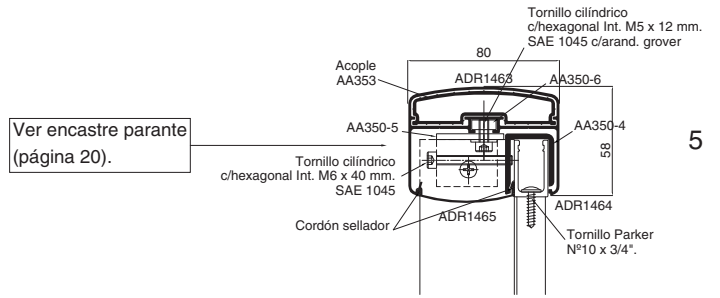 Tornillo cilíndrico
c/hexagonal Int. M5 x 12 mm.
SAE 1045 c/arand. grover
80
Acople
AA353
ADR1463
AA350-6
Ver encastre parante
(página 20).
AA350-5
AA350-4
58
5
Tornillo cilíndrico
c/hexagonal Int. M6 x 40 mm.
SAE 1045
ADR1464
ADR1465
Cordón sellador
Tornillo Parker
Nº10 x 3/4".